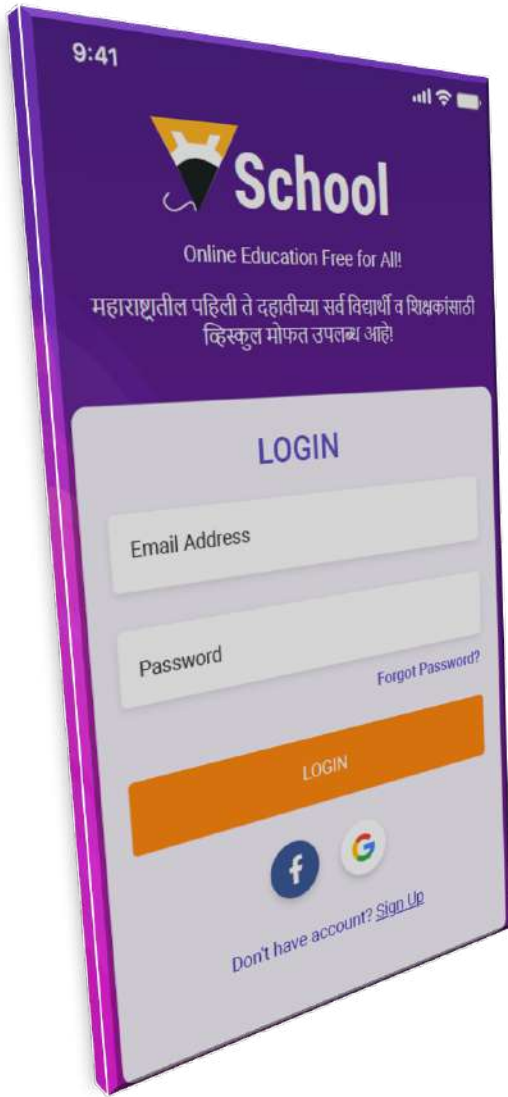 9:41
School
Online Education Free for All!
महाराष्ट्रातील पहिली ते दहावीच्या सर्व विद्यार्थी व शिक्षकांसाठी
व्हिस्कुल मोफत उपलब्ध आहे!
LOGIN
Email Address
Password
Forgot Password?
LOGIN
f
G
Don't have account? Sign Up